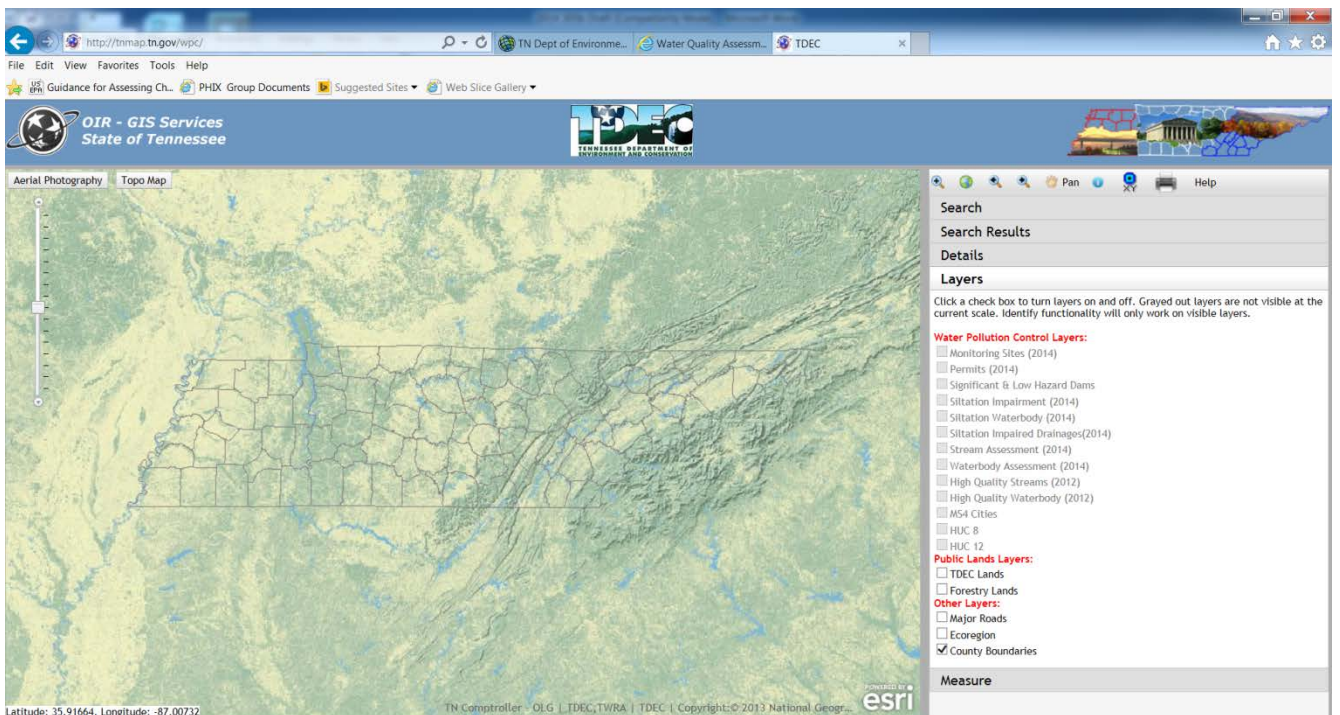 http://tnmap.tn.gov/wpc/
TN Dept of Environme...
Water Quality Assessm...
TDEC
File Edit View Favorites Tools Help
Guidance for Assessing Ch... PHIX Group Documents Suggested Sites Web Slice Gallery
OIR - GIS Services
State of Tennessee
TDEC
TENNESSEE DEPARTMENT OF
ENVIRONMENT AND CONSERVATION
Aerial Photography Topo Map
Pan XY Help
Search
Search Results
Details
Layers
Click a check box to turn layers on and off. Grayed out layers are not visible at the
current scale. Identify functionality will only work on visible layers.
Water Pollution Control Layers:
Monitoring Sites (2014)
Permits (2014)
Significant & Low Hazard Dams
Siltation Impairment (2014)
Siltation Waterbody (2014)
Siltation Impaired Drainages(2014)
Stream Assessment (2014)
Waterbody Assessment (2014)
High Quality Streams (2012)
High Quality Waterbody (2012)
MS4 Cities
HUC 8
HUC 12
Public Lands Layers:
TDEC Lands
Forestry Lands
Other Layers:
Major Roads
Ecoregion
County Boundaries
Measure
POWERED BY
esri
TN Comptroller - OLG | TDEC,TWRA | TDEC | Copyright:© 2013 National Geogr...
Latitude: 35.91664, Longitude: -87.00732